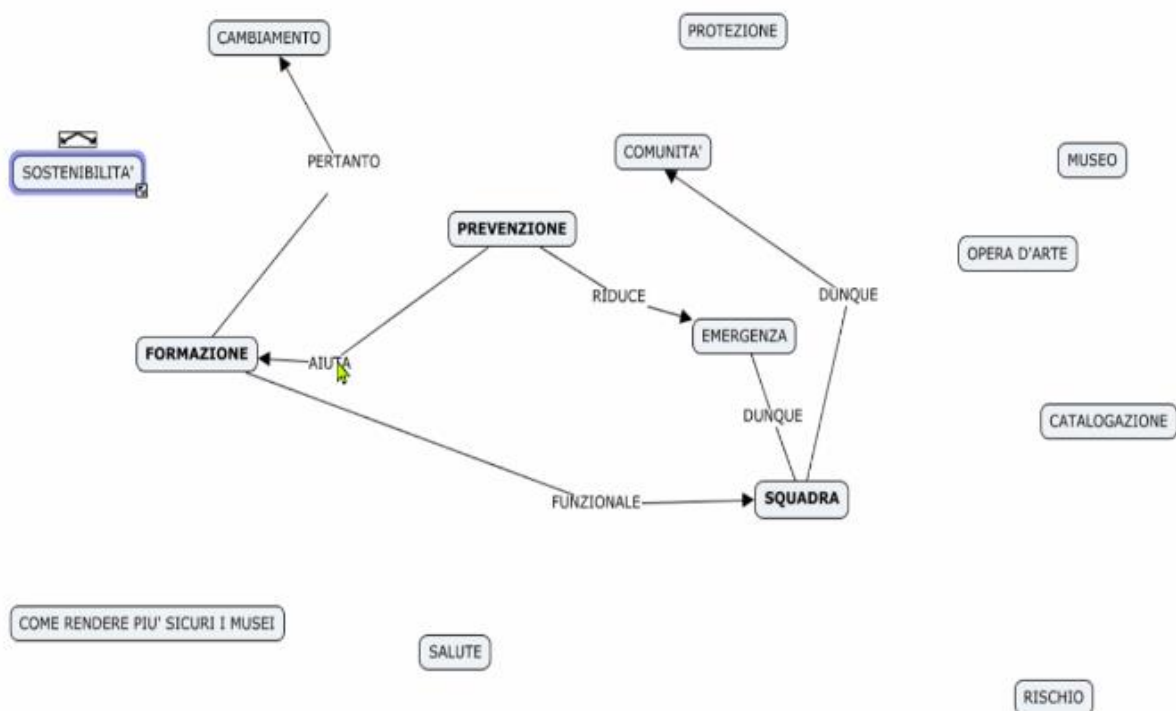 CAMBIAMENTO
PROTEZIONE
SOSTENIBILITA'
PERTANTO
COMUNITA'
MUSEO
PREVENZIONE
OPERA D'ARTE
RIDUCE
DUNQUE
EMERGENZA
FORMAZIONE
AIUTA
DUNQUE
CATALOGAZIONE
FUNZIONALE
SQUADRA
COME RENDERE PIU' SICURI I MUSEI
SALUTE
RISCHIO